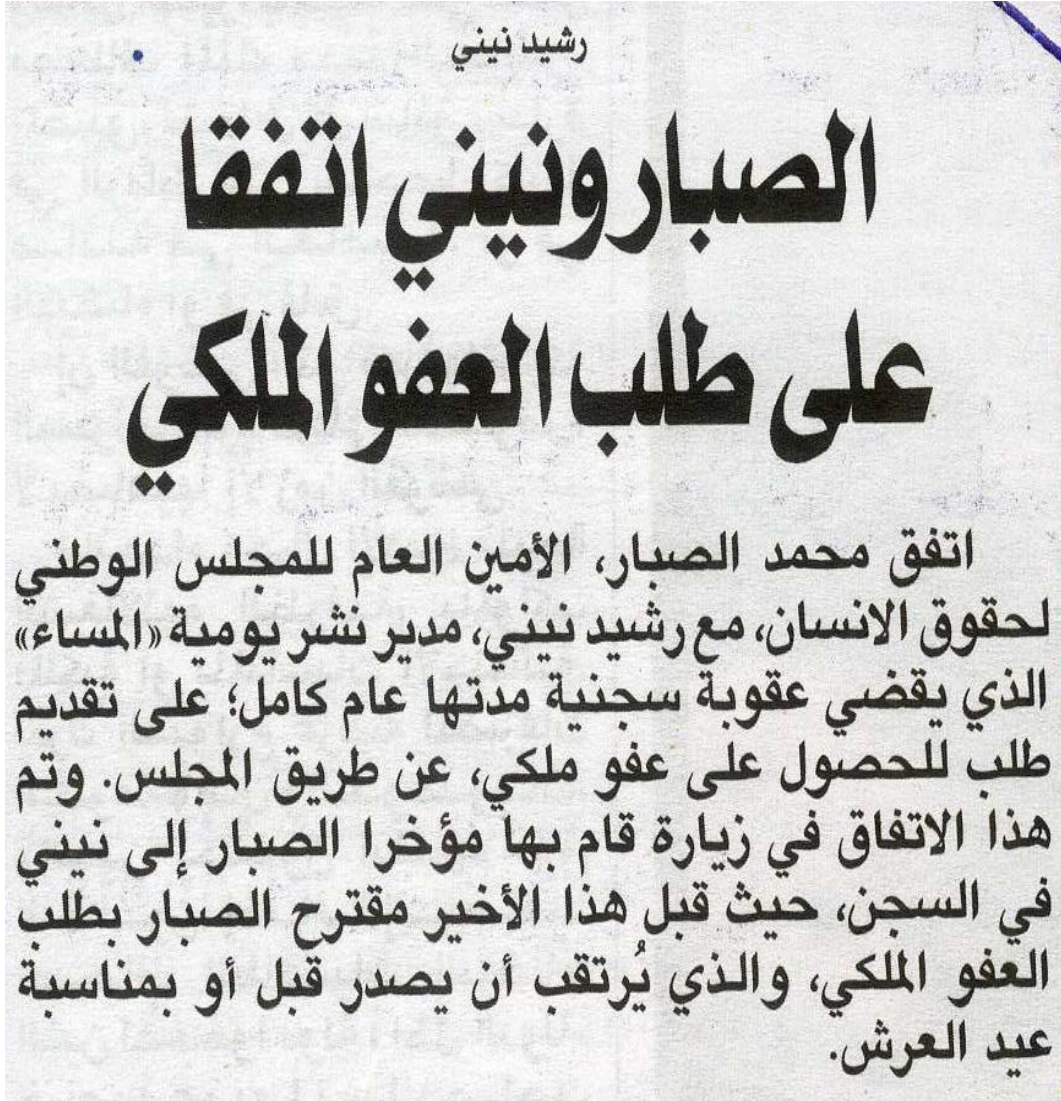 رشيد نيني
الصبار ونيني اتفقا
على طلب العفو الملكي
اتفق محمد الصبار، الأمين العام للمجلس الوطني
لحقوق الانسان، مع رشيد نيني، مدير نشر يومية «المساء»
الذي يقضي عقوبة سجنية مدتها عام كامل؛ على تقديم
طلب للحصول على عفو ملكي، عن طريق المجلس. وتم
هذا الاتفاق في زيارة قام بها مؤخرا الصبار إلى نيني
في السجن، حيث قبل هذا الأخير مقترح الصبار بطلب
العفو الملكي، والذي يُرتقب أن يصدر قبل أو بمناسبة
عيد العرش.